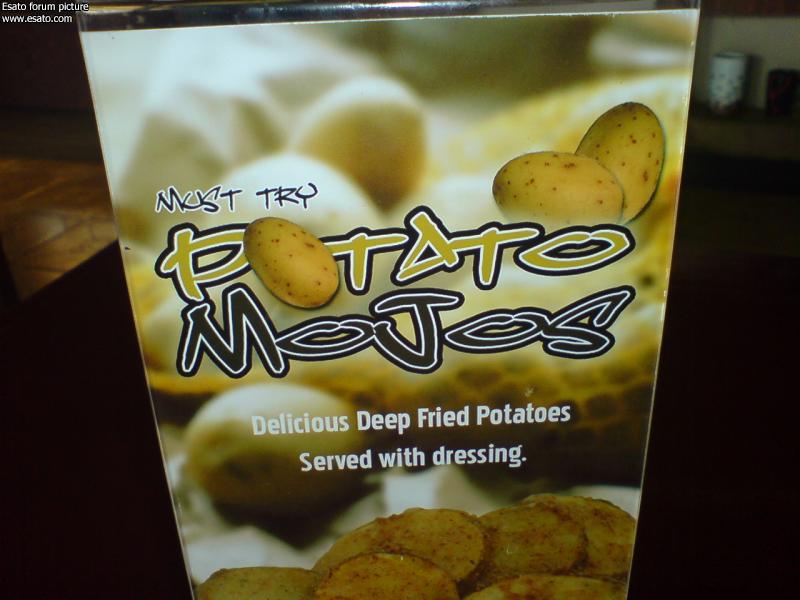 Esato forum picture
www.esato.com
MUST TRY
POTATO
MOJOS
Delicious Deep Fried Potatoes
Served with dressing.